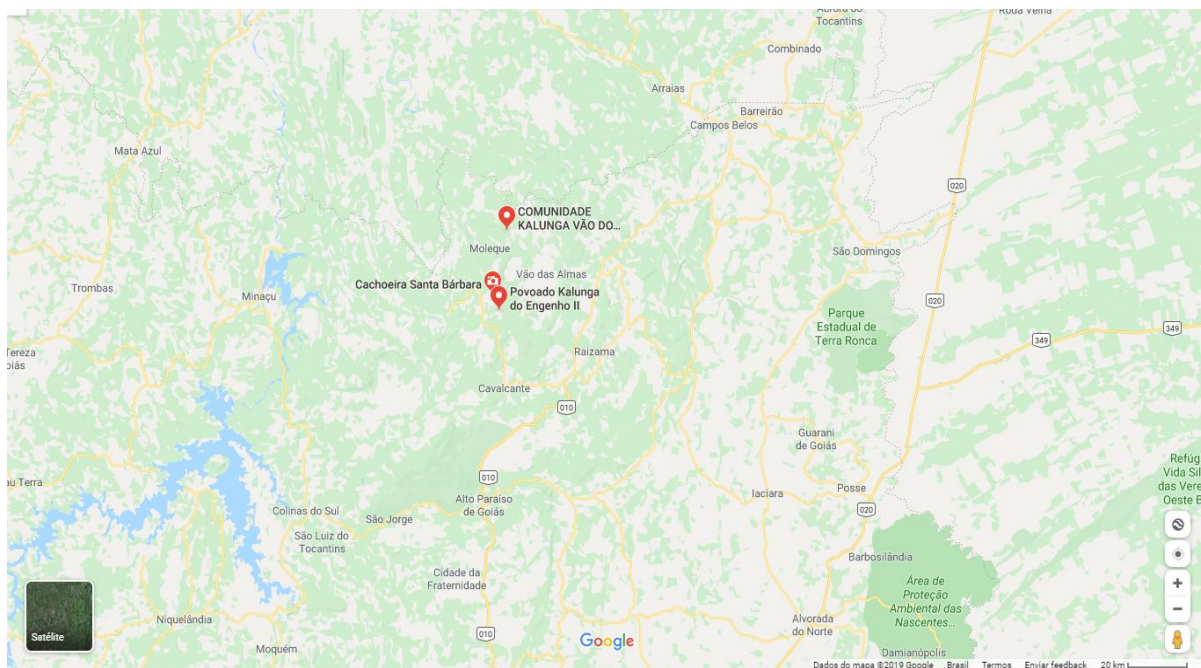 Aurora do
Tocantins
Roda Velha
Combinado
Arraias
Barreirão
Campos Belos
Mata Azul
020
COMUNIDADE
KALUNGA VÃO DO...
Moleque
São Domingos
Vão das Almas
Cachoeira Santa Bárbara
Povoado Kalunga
do Engenho II
Trombas
Minaçu
020
Parque
Estadual de
Terra Ronca
349
349
Tereza
oiás
Raizama
Cavalcante
010
Guarani
de Goiás
010
Refúg
Vida Sil
das Vere
Oeste B
au Terra
Alto Paraíso
de Goiás
Iaciara
Posse
020
Colinas do Sul
São Jorge
São Luiz do
Tocantins
Barbosilândia
Cidade da
Fraternidade
Área de
Proteção
Ambiental das
Nascentes...
Niquelândia
Satélite
010
Google
Alvorada
do Norte
Moquém
Damianópolis
Dados do mapa ©2019 Google Brasil Termos Enviar feedback 20 km